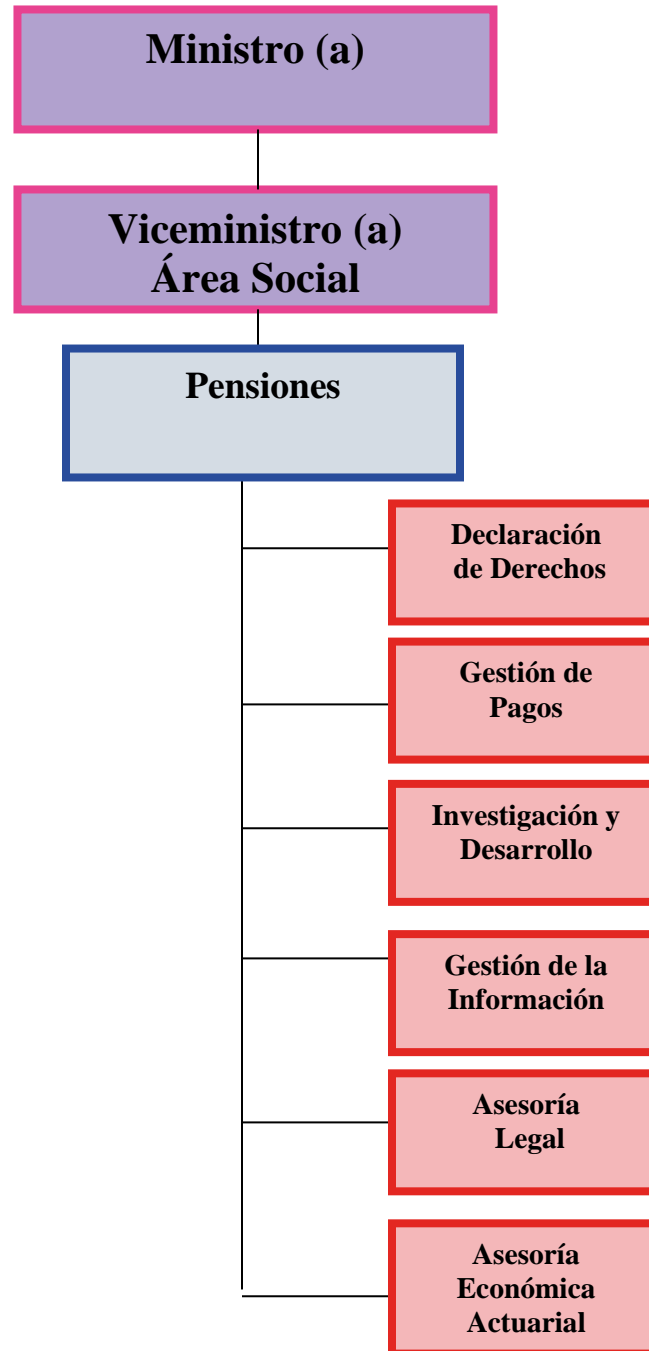 Ministro (a)
Viceministro (a)
Área Social
Pensiones
Declaración
de Derechos
Gestión de
Pagos
Investigación y
Desarrollo
Gestión de la
Información
Asesoría
Legal
Asesoría
Económica
Actuarial